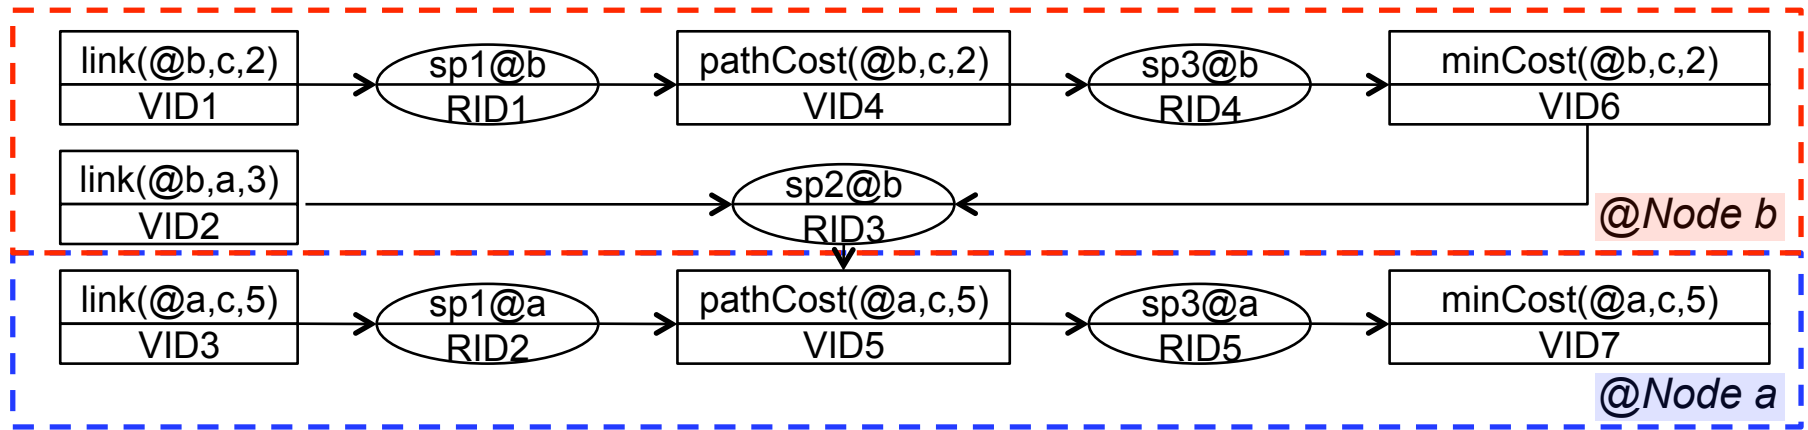 link(@b,c,2)
VID1
sp1@b
RID1
pathCost(@b,c,2)
VID4
sp3@b
RID4
minCost(@b,c,2)
VID6
link(@b,a,3)
VID2
sp2@b
RID3
@Node b
link(@a,c,5)
VID3
sp1@a
RID2
pathCost(@a,c,5)
VID5
sp3@a
RID5
minCost(@a,c,5)
VID7
@Node a